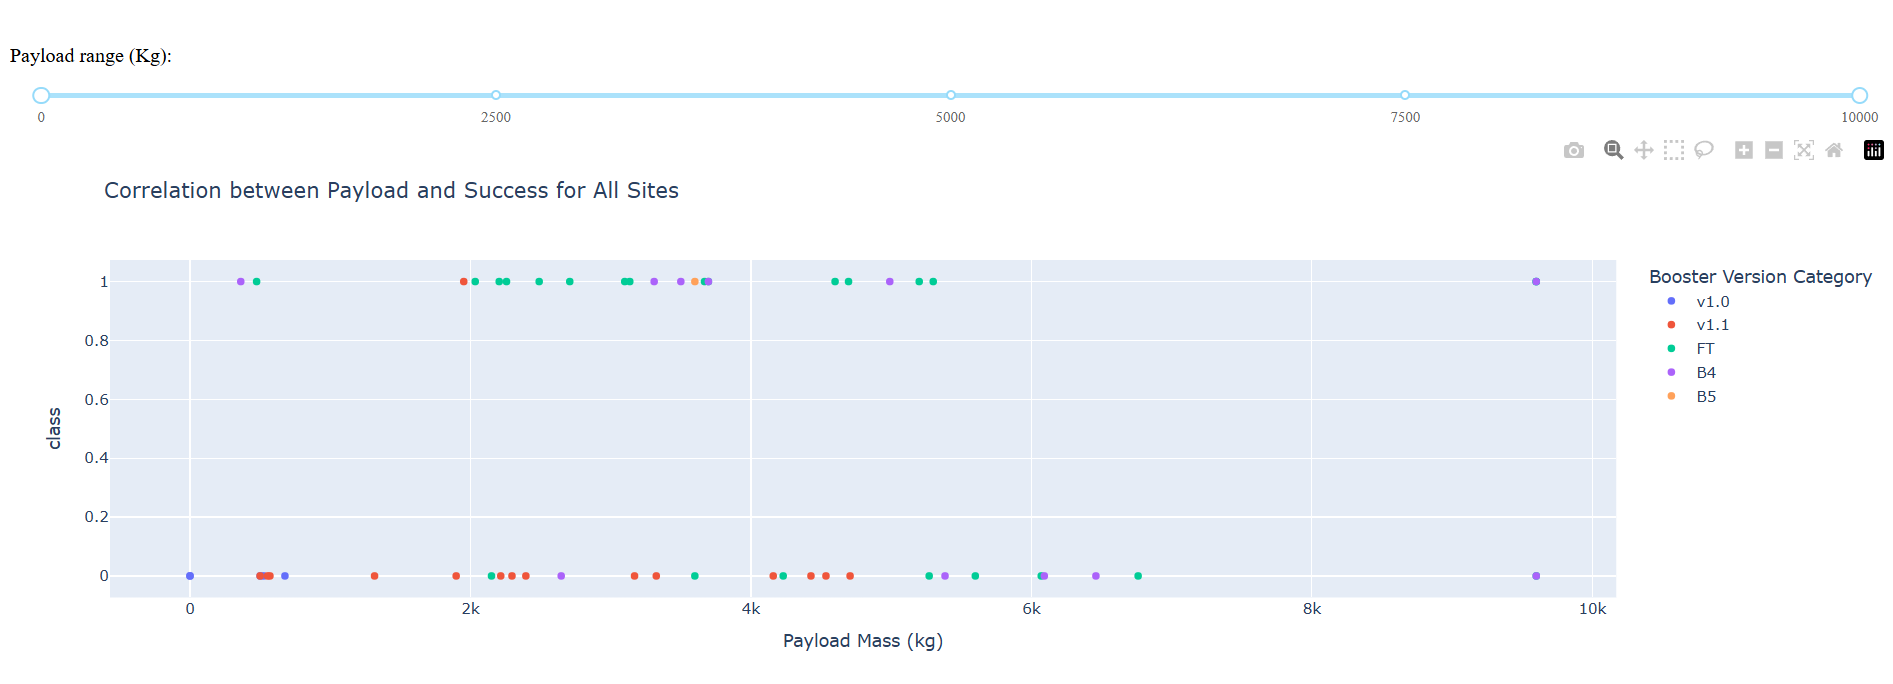 Payload range (Kg):
0 2500 5000 7500 10000
Correlation between Payload and Success for All Sites
1
0.8
0.6
0.4
0.2
0
class
0 2k 4k 6k 8k 10k
Payload Mass (kg)
Booster Version Category
v1.0
v1.1
FT
B4
B5